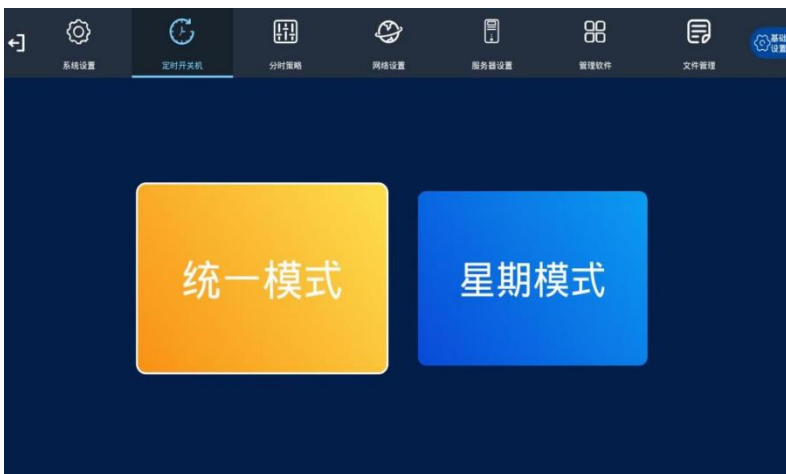 系统设置
定时开关机
分时策略
网络设置
服务器设置
管理软件
文件管理
基础
设置
统一模式
星期模式